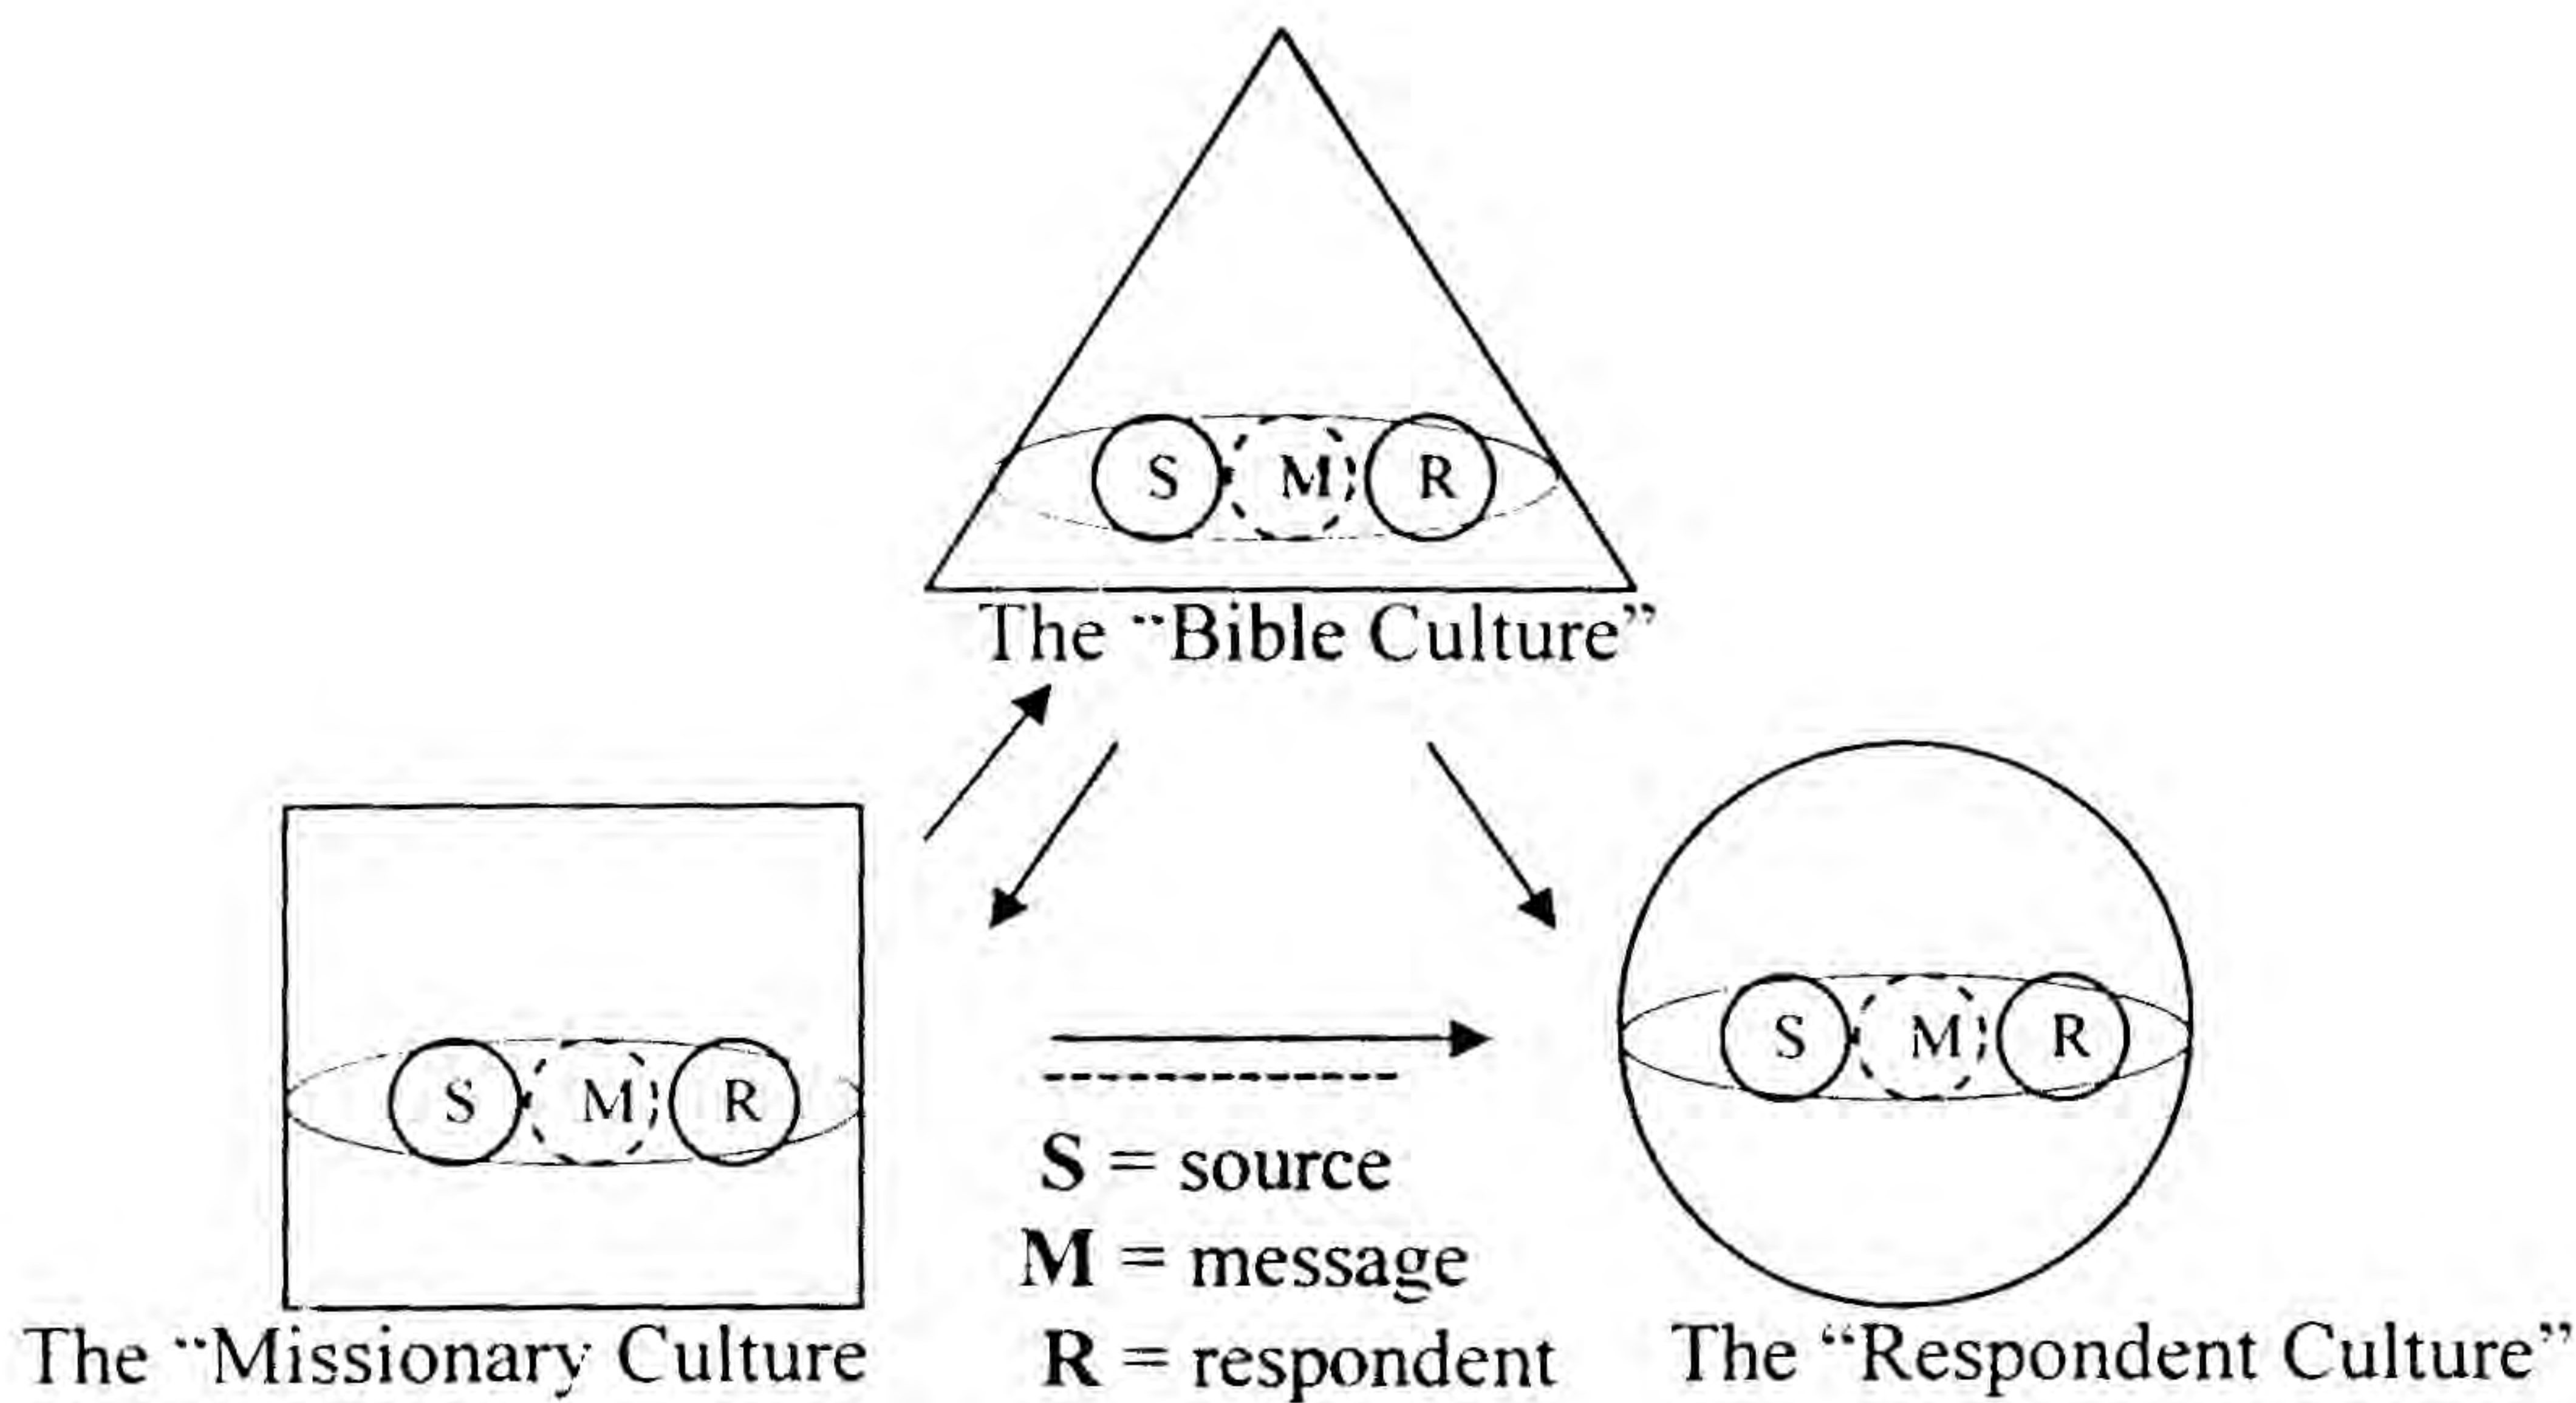 S M R
The “Bible Culture”
S M R
S M R
S = source
M = message
R = respondent
The “Missionary Culture
The “Respondent Culture”